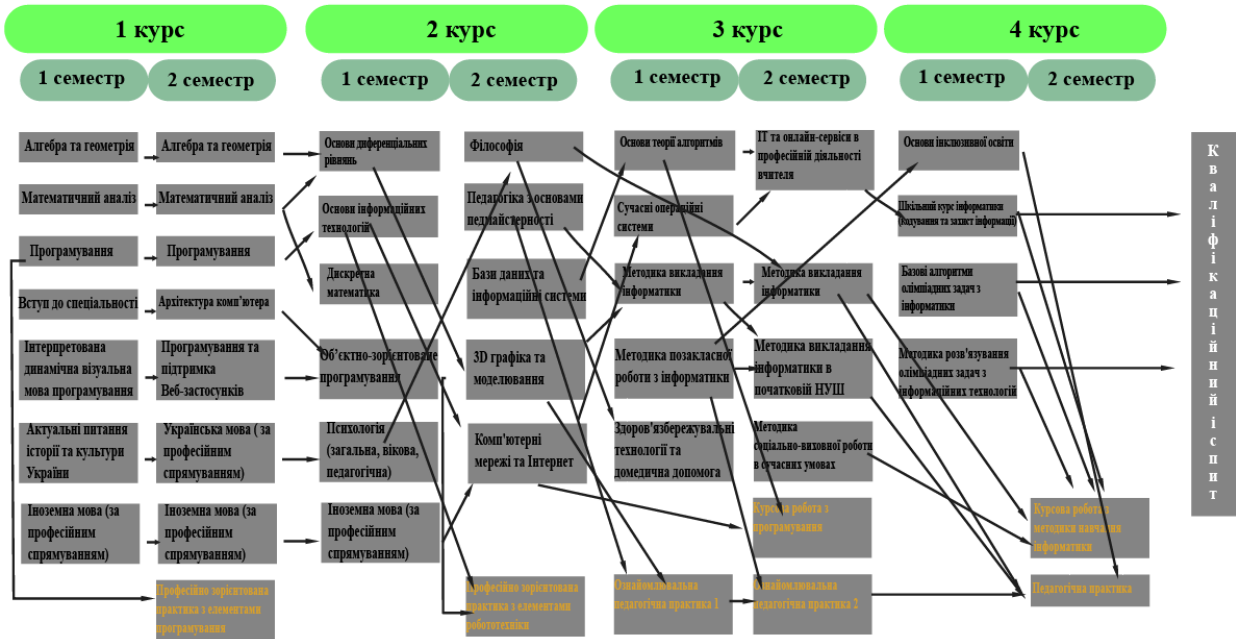 1 курс
2 курс
3 курс
4 курс
1 семестр
2 семестр
1 семестр
2 семестр
1 семестр
2 семестр
1 семестр
2 семестр
Алгебра та геометрія
Математичний аналіз
Програмування
Вступ до спеціальності
Інтерпретована
динамічна візуальна
мова програмування
Актуальні питання
історії та культури
України
Іноземна мова (за
професійним
спрямуванням)
Алгебра та геометрія
Математичний аналіз
Програмування
Архітектура комп’ютера
Програмування та
підтримка
Веб-застосунків
Українська мова ( за
професійним
спрямуванням)
Іноземна мова (за
професійним
спрямуванням)
Професійно зорієнтована
практика з елементами
програмування
Основи диференціальних
рівнянь
Основи інформаційних
технологій
Дискретна
математика
Об’єктно-зорієнтоване
програмування
Психологія
(загальна, вікова,
педагогічна)
Іноземна мова (за
професійним
спрямуванням)
Філософія
Педагогіка з основами
педмайстерності
Бази даних та
інформаційні системи
3D графіка та
моделювання
Комп'ютерні
мережі та Інтернет
Професійно зорієнтована
практика з елементами
робототехніки
Основи теорії алгоритмів
Сучасні операційні
системи
Методика викладання
інформатики
Методика позакласної
роботи з інформатики
Здоров'язбережувальні
технології та
домедична допомога
Ознайомлювальна
педагогічна практика 1
ІТ та онлайн-сервіси в
професійній діяльності
вчителя
Методика викладання
інформатики
Методика викладання
інформатики в
початковій НУШ
Методика
соціально-виховної роботи
в сучасних умовах
Курсова робота з
програмування
Ознайомлювальна
педагогічна практика 2
Основи інклюзивної освіти
Шкільний курс інформатики
(кодування та захист інформації)
Базові алгоритми
олімпіадних задач з
інформатики
Методика розв'язування
олімпіадних задач з
інформаційних технологій
Курсова робота з
методики навчання
інформатики
Педагогічна практика
Кваліфікаційний іспит